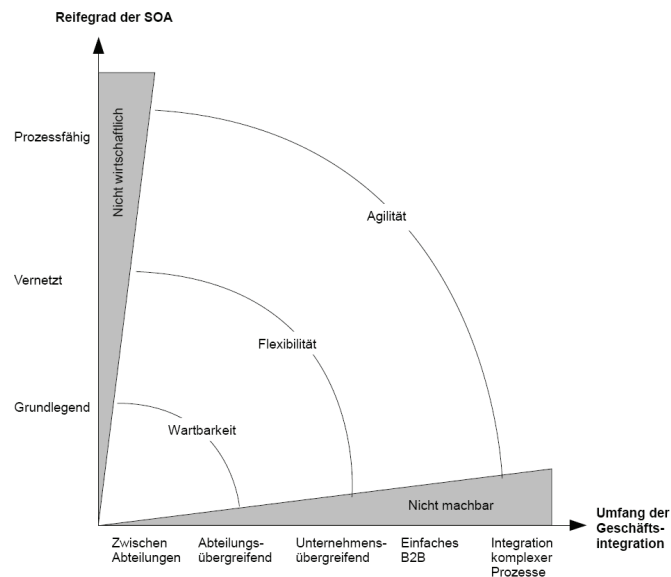 Reifegrad der SOA
Nicht wirtschaftlich
Prozessfähig
Agilität
Vernetzt
Flexibilität
Grundlegend
Wartbarkeit
Nicht machbar
Umfang der
Geschäfts-
integration
Zwischen
Abteilungen
Abteilungs-
übergreifend
Unternehmens-
übergreifend
Einfaches
B2B
Integration
komplexer
Prozesse